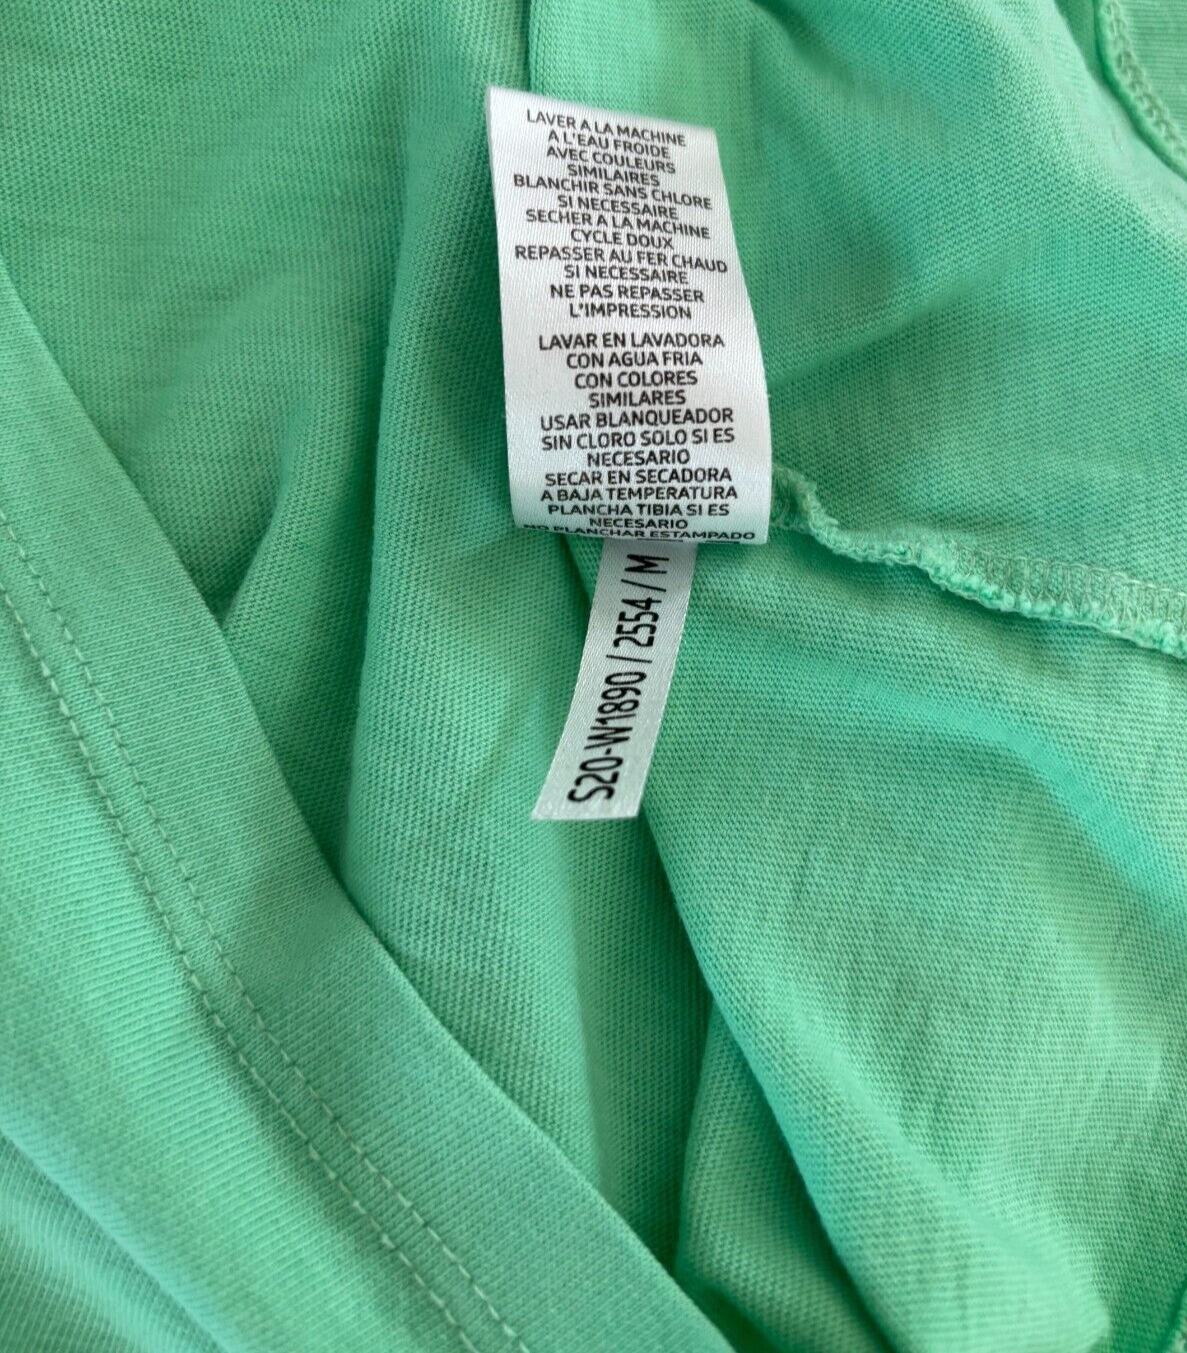 LAVER A LA MACHINE
A L'EAU FROIDE
AVEC COULEURS
SIMILAIRES
BLANCHIR SANS CHLORE
SI NECESSAIRE
SECHER A LA MACHINE
CYCLE DOUX
REPASSER AU FER CHAUD
SI NECESSAIRE
NE PAS REPASSER
L'IMPRESSION
LAVAR EN LAVADORA
CON AGUA FRIA
CON COLORES
SIMILARES
USAR BLANQUEADOR
SIN CLORO SOLO SI ES
NECESARIO
SECAR EN SECADORA
A BAJA TEMPERATURA
PLANCHA TIBIA SI ES
NECESARIO
NO PLANCHAR ESTAMPADO
S20-W1890 / 2554 / M